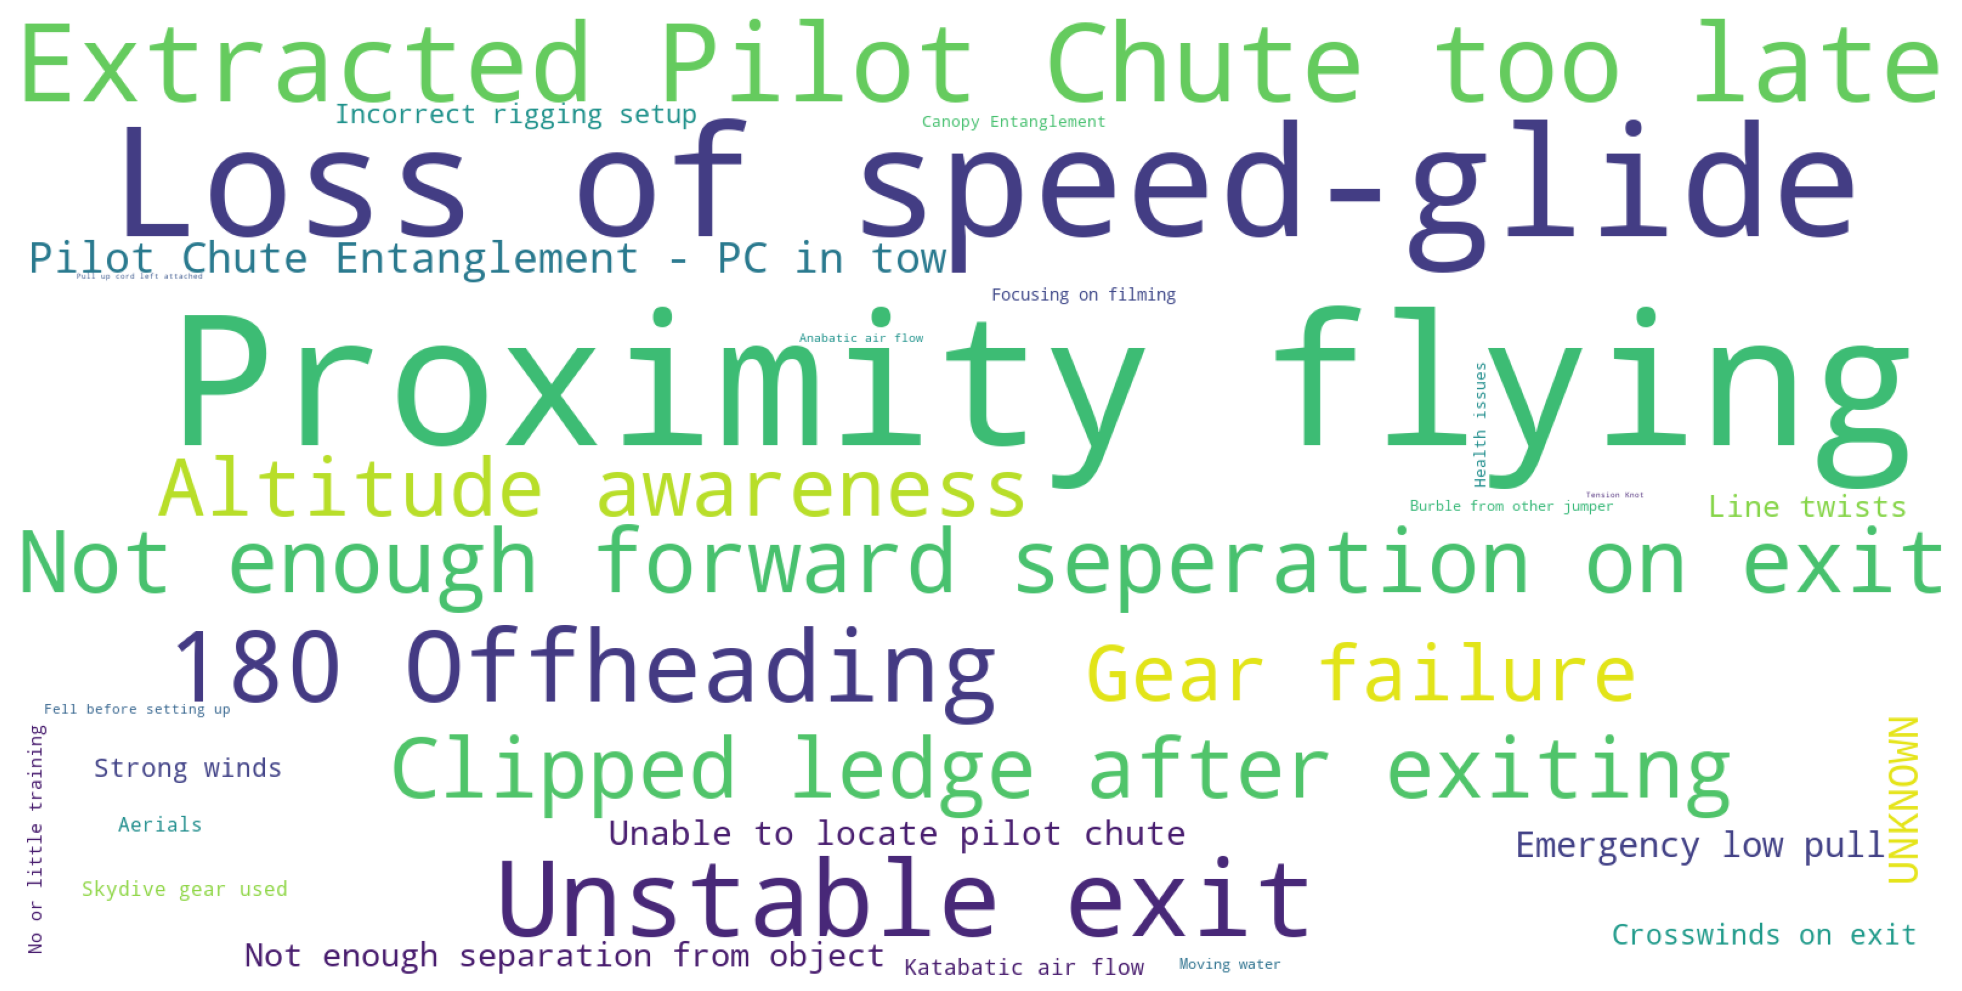 Extracted Pilot Chute too late
Incorrect rigging setup
Canopy Entanglement
Loss of speed-glide
Pilot Chute Entanglement - PC in tow
Pull up cord left attached
Focusing on filming
Anabatic air flow
Proximity flying
Health issues
Altitude awareness
Tension Knot
Burble from other jumper
Line twists
Not enough forward seperation on exit
180 Offheading
Gear failure
Fell before setting up
No or little training
Strong winds
Clipped ledge after exiting
UNKNOWN
Aerials
Unable to locate pilot chute
Emergency low pull
Skydive gear used
Unstable exit
Crosswinds on exit
Not enough separation from object
Katabatic air flow
Moving water